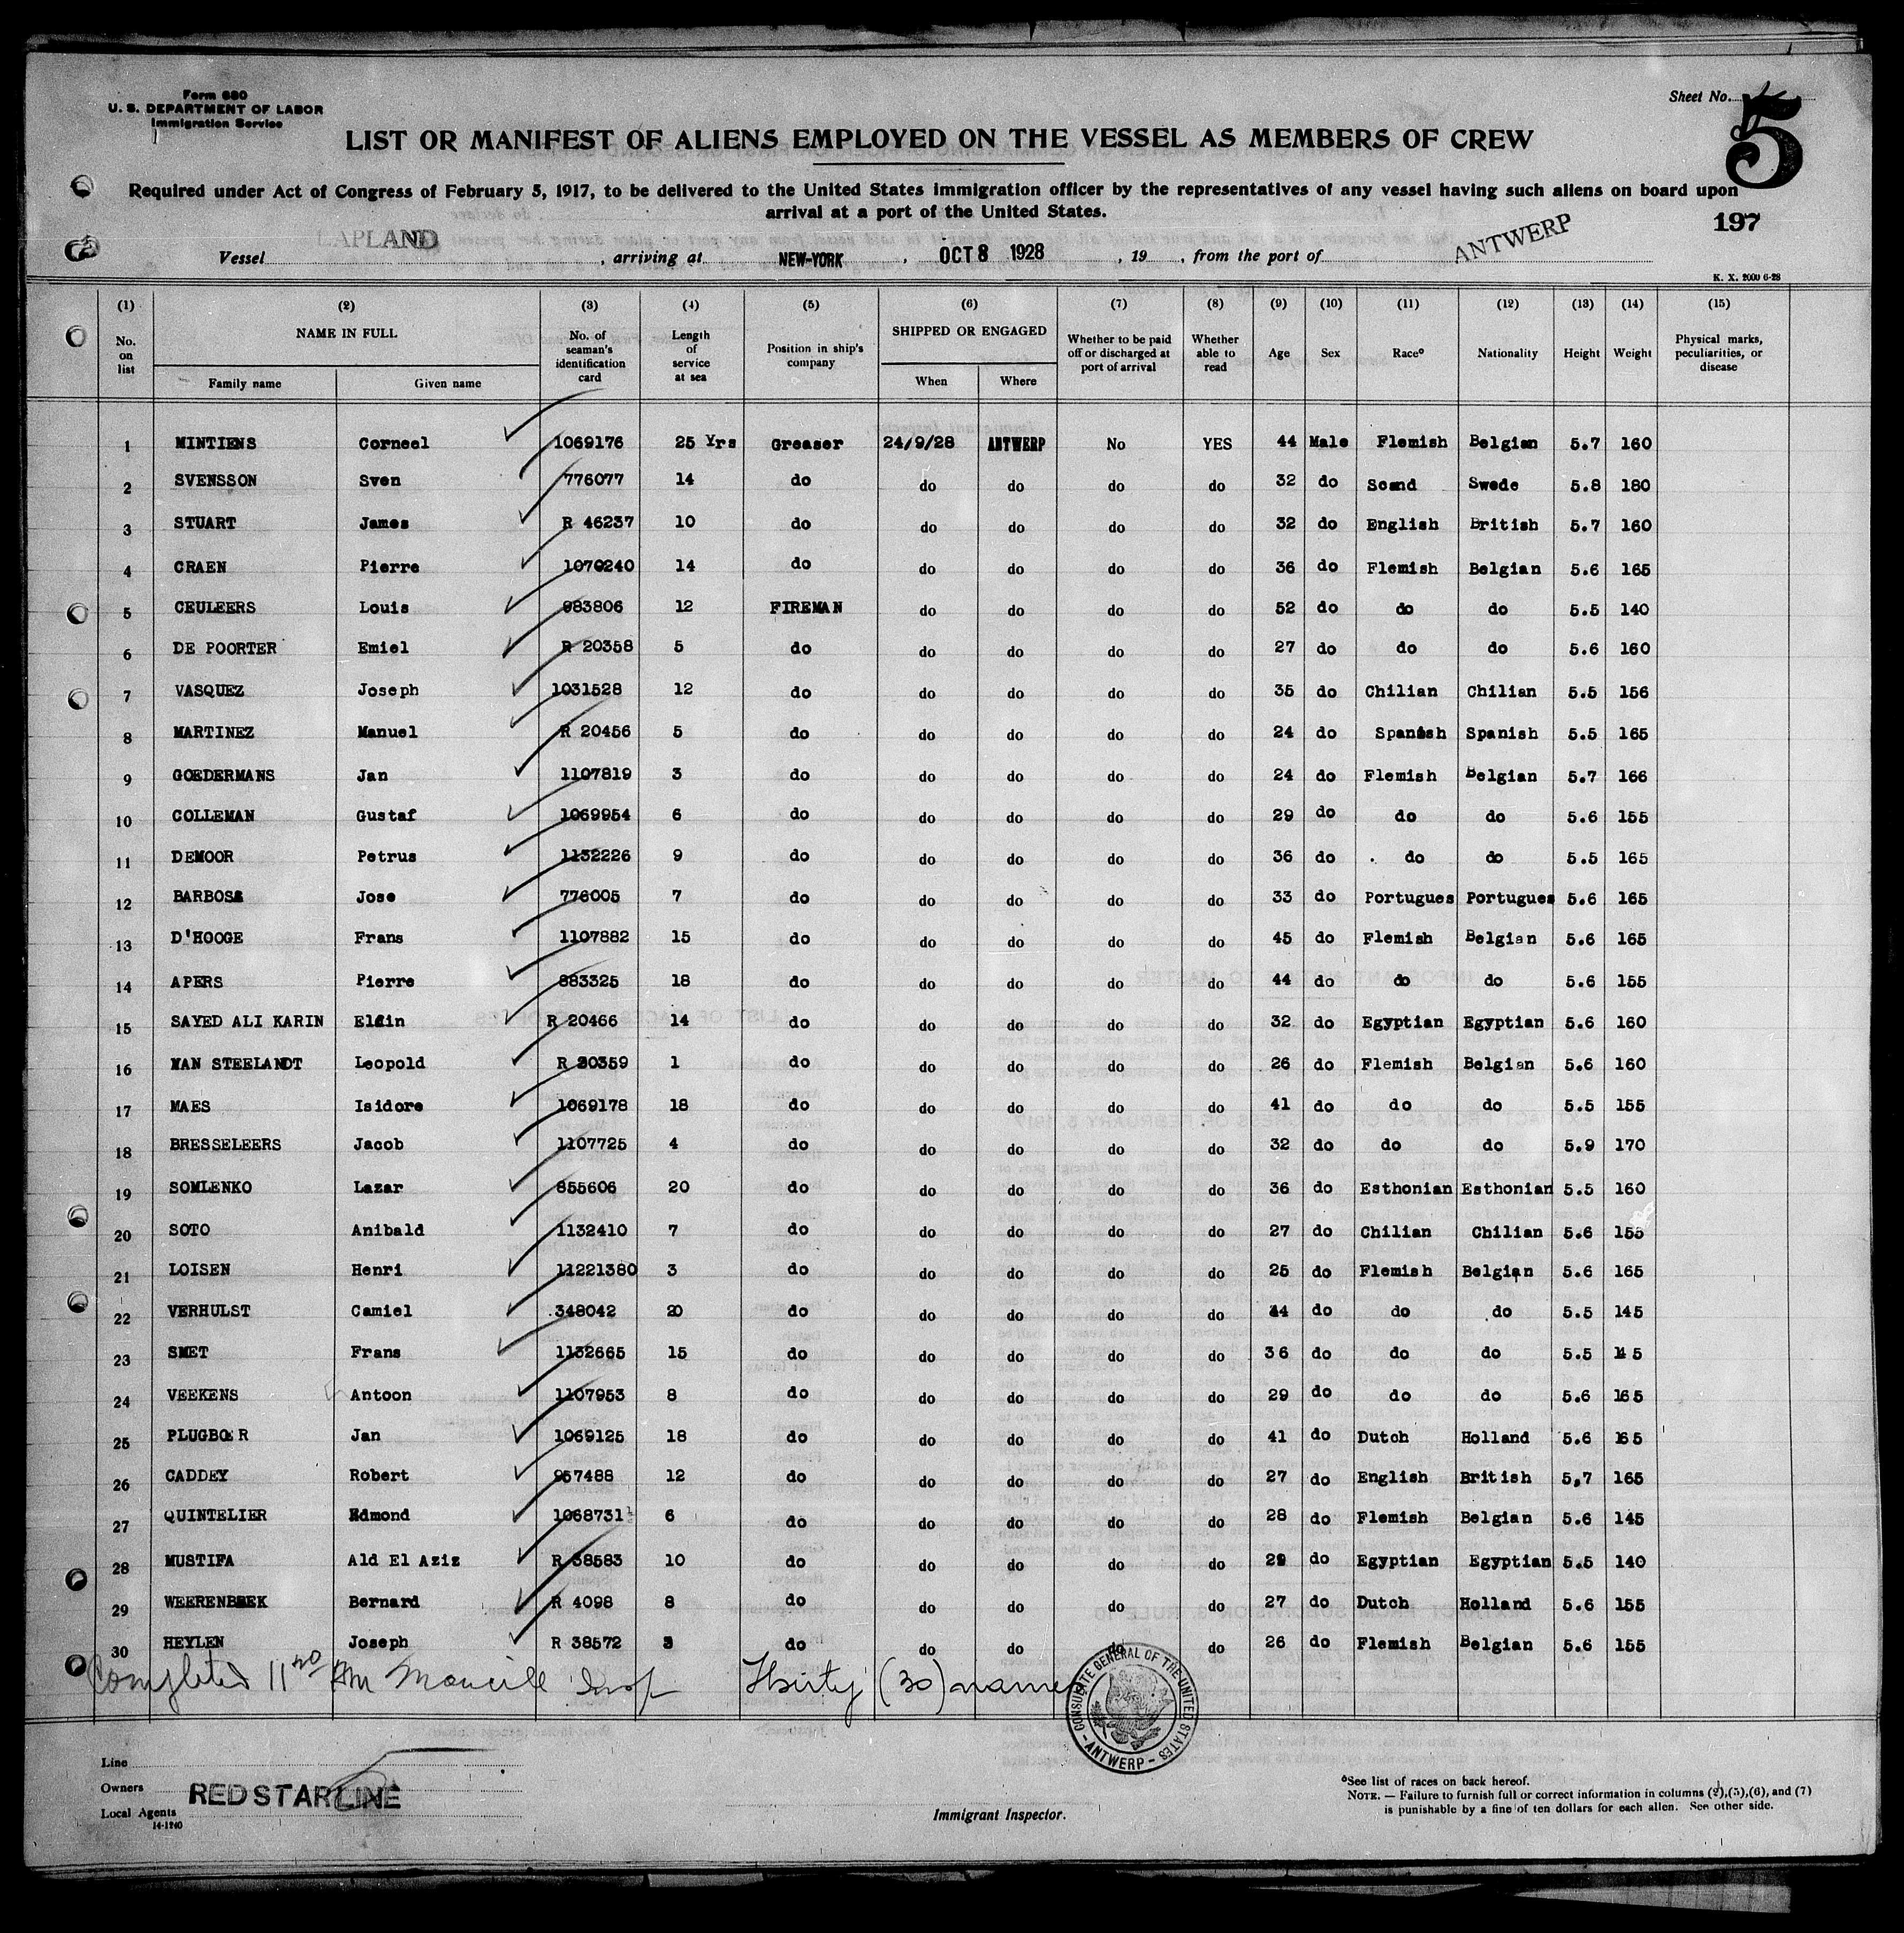 Form 680
U. S. DEPARTMENT OF LABOR
Immigration Service
Sheet No. 5
LIST OR MANIFEST OF ALIENS EMPLOYED ON THE VESSEL AS MEMBERS OF CREW
Required under Act of Congress of February 5, 1917, to be delivered to the United States immigration officer by the representatives of any vessel having such aliens on board upon
arrival at a port of the United States.
197
Vessel LAPLAND, arriving at NEW-YORK, OCT 8 1928, 19 , from the port of ANTWERP
K. X. 2000 6-28
(1) (2) (3) (4) (5) (6) (7) (8) (9) (10) (11) (12) (13) (14) (15)
No. on list NAME IN FULL Family name Given name No. of seaman's identification card Length of service at sea Position in ship's company SHIPPED OR ENGAGED When Where Whether to be paid off or discharged at port of arrival Whether able to read Age Sex Race* Nationality Height Weight Physical marks, peculiarities, or disease
1 MINTIENS Corneel 1069176 25 Yrs Greaser 24/9/28 ANTWERP No YES 44 Male Flemish Belgian 5.7 160
2 SVENSSON Sven 776077 14 do do do do do 32 do Scand Swede 5.8 180
3 STUART James R 46237 10 do do do do do 32 do English British 5.7 160
4 CRAEN Pierre 1070240 14 do do do do do 36 do Flemish Belgian 5.6 165
5 CEULEERS Louis 983806 12 FIREMAN do do do do 52 do do do 5.5 140
6 DE POORTER Emiel R 20358 5 do do do do do 27 do do do 5.6 160
7 VASQUEZ Joseph 1031528 12 do do do do do 35 do Chilian Chilian 5.5 156
8 MARTINEZ Manuel R 20456 5 do do do do do 24 do Spanish Spanish 5.5 165
9 GOEDERMANS Jan 1107819 3 do do do do do 24 do Flemish Belgian 5.7 166
10 COLLEMAN Gustaf 1069954 6 do do do do do 29 do do do 5.6 155
11 DEMOOR Petrus 1132226 9 do do do do do 36 do do do 5.5 165
12 BARBOSA Jose 776005 7 do do do do do 33 do Portugues Portugues 5.6 165
13 D'HOOGE Frans 1107882 15 do do do do do 45 do Flemish Belgian 5.6 165
14 APERS Pierre 883325 18 do do do do do 44 do do do 5.6 155
15 SAYED ALI KARIN Elfin R 20466 14 do do do do do 32 do Egyptian Egyptian 5.6 160
16 VAN STEELANDT Leopold R 20359 1 do do do do do 26 do Flemish Belgian 5.6 160
17 MAES Isidore 1069178 18 do do do do do 41 do do do 5.5 155
18 BRESSELEERS Jacob 1107725 4 do do do do do 32 do do do 5.9 170
19 SOMLENKO Lazar 855606 20 do do do do do 36 do Esthonian Esthonian 5.5 160
20 SOTO Anibald 1132410 7 do do do do do 27 do Chilian Chilian 5.6 155
21 LOISEN Henri 11221380 3 do do do do do 25 do Flemish Belgian 5.6 165
22 VERHULST Camiel 348042 20 do do do do do 44 do do do 5.5 145
23 SMET Frans 1132665 15 do do do do do 36 do do do 5.5
24 VEEKENS Antoon 1107953 8 do do do do do 29 do do do 5.6 165
25 PLUGBOER Jan 1069125 18 do do do do do 41 do Dutch Holland 5.6 165
26 CADDEY Robert 957488 12 do do do do do 27 do English British 5,7 165
27 QUINTELIER Edmond 1068731 6 do do do do do 28 do Flemish Belgian 5.6 145
28 MUSTIFA Ald El Aziz R 38583 10 do do do do do 29 do Egyptian Egyptian 5.5 140
29 WEERENBEEK Bernard R 4098 8 do do do do do 27 do Dutch Holland 5.6 155
30 HEYLEN Joseph R 38572 3 do do do do do 26 do Flemish Belgian 5.6 155
Completed 11 Insp Thirty (30) names
CONSULATE GENERAL OF THE UNITED STATES - ANTWERP -
Line
Owners RED STAR LINE
Local Agents
14-1240
Immigrant Inspector.
*See list of races on back hereof.
NOTE. — Failure to furnish full or correct information in columns (2),(5),(6), and (7)
is punishable by a fine of ten dollars for each alien. See other side.